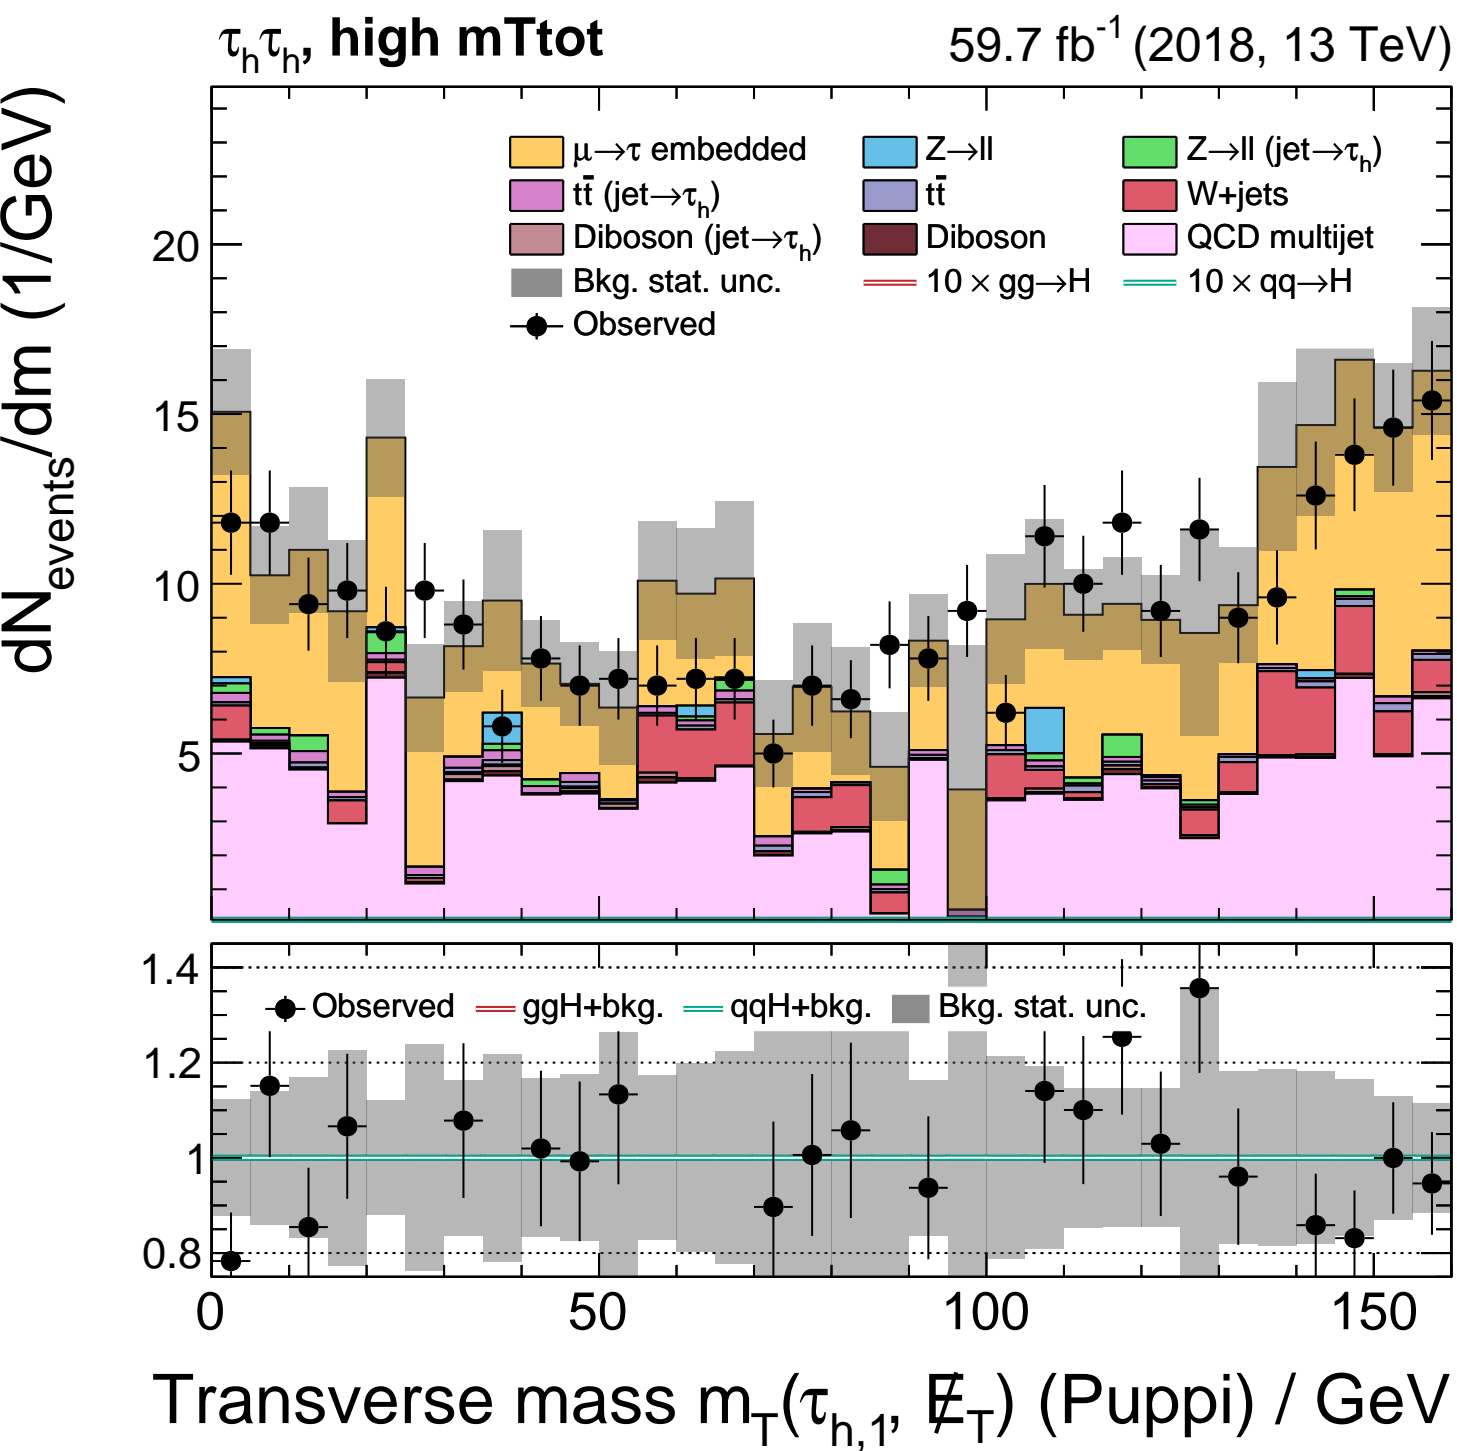 τhτh, high mTtot 59.7 fb-1 (2018, 13 TeV)
dNevents/dm (1/GeV)
μ→τ embedded Z→ll Z→ll (jet→τh)
tt̄ (jet→τh) tt̄ W+jets
Diboson (jet→τh) Diboson QCD multijet
Bkg. stat. unc. 10 × gg→H 10 × qq→H
Observed
20
15
10
5
1.4
Observed ggH+bkg. qqH+bkg. Bkg. stat. unc.
1.2
1
0.8
0 50 100 150
Transverse mass mT(τh,1, E̸T) (Puppi) / GeV